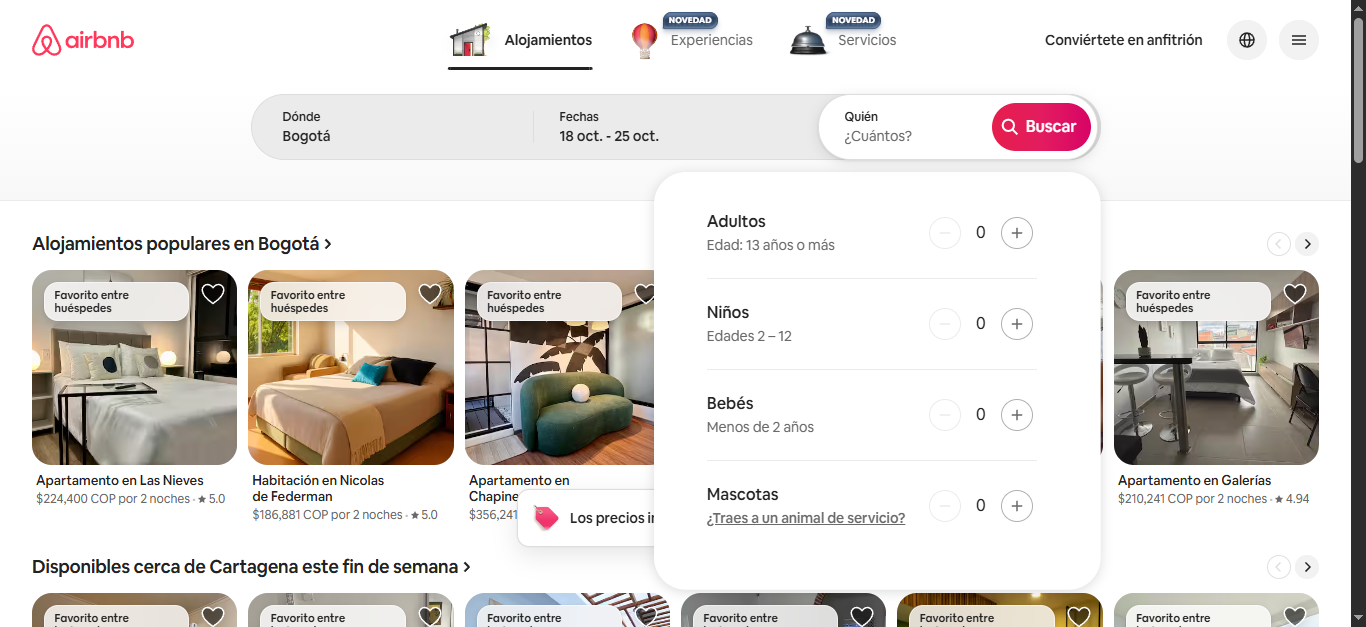 airbnb
Alojamientos
NOVEDAD
Experiencias
NOVEDAD
Servicios
Conviértete en anfitrión
Dónde
Bogotá
Fechas
18 oct. - 25 oct.
Quién
¿Cuántos?
Buscar
Adultos
Edad: 13 años o más
0
Niños
Edades 2 – 12
0
Bebés
Menos de 2 años
0
Mascotas
¿Traes a un animal de servicio?
0
Alojamientos populares en Bogotá
Favorito entre
huéspedes
Favorito entre
huéspedes
Favorito entre
huéspedes
Favorito entre
huéspedes
Apartamento en Las Nieves
$224,400 COP por 2 noches · ★ 5.0
Habitación en Nicolas
de Federman
$186,881 COP por 2 noches · ★ 5.0
Apartamento en
Chapine
$356,241
Apartamento en Galerías
$210,241 COP por 2 noches · ★ 4.94
Los precios in
Disponibles cerca de Cartagena este fin de semana
Favorito entre
Favorito entre
Favorito entre
Favorito entre
Favorito entre
Favorito entre